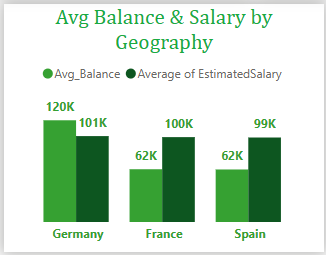 Avg Balance & Salary by
Geography
Avg_Balance Average of EstimatedSalary
120K 101K 62K 100K 62K 99K
Germany France Spain